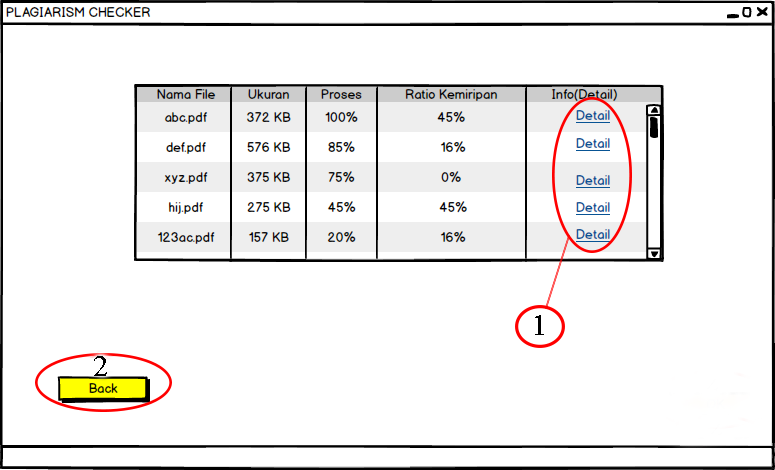 PLAGIARISM CHECKER
Nama File Ukuran Proses Ratio Kemiripan Info(Detail)
abc.pdf 372 KB 100% 45% Detail
def.pdf 576 KB 85% 16% Detail
xyz.pdf 375 KB 75% 0% Detail
hij.pdf 275 KB 45% 45% Detail
123ac.pdf 157 KB 20% 16% Detail
1
2
Back